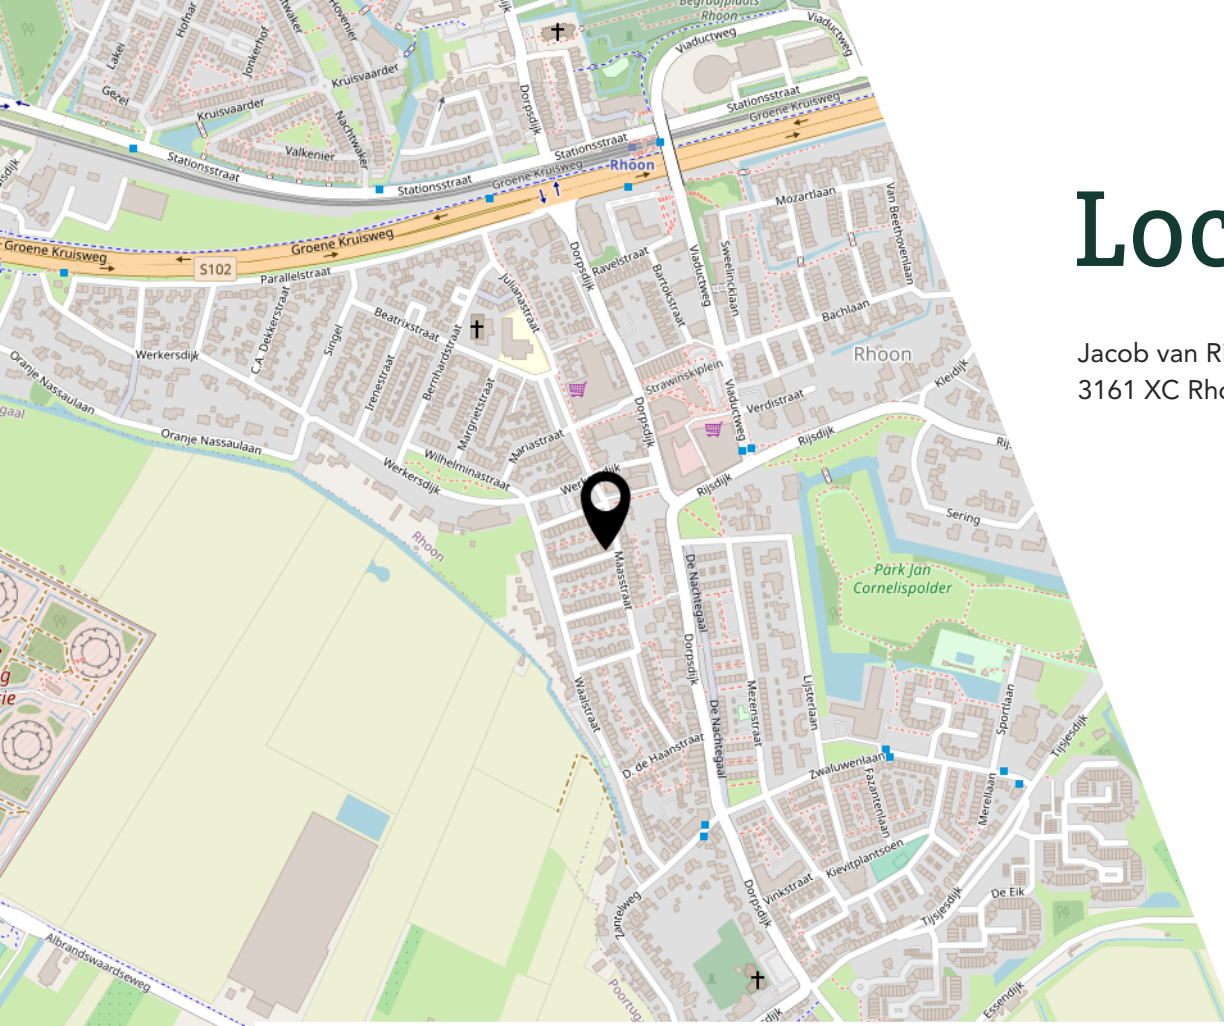 Begraafplaats
Rhoon
Viaductweg
Viaductweg
Hofnar
Hovenier
Jonkerhof
Lakei
Gezel
Kruisvaarder
Kruisvaarder
Nachtwaker
Valkenier
Dorpsdijk
Stationsstraat
Groene Kruisweg
Stationsstraat
Stationsstraat
Stationsstraat
Rhoon
Groene Kruisweg
Mozartlaan
Van Beethovenlaan
Loc
Groene Kruisweg
Groene Kruisweg
S102
Parallelstraat
Dorpsdijk
Ravelstraat
Viaductweg
Sweelincklaan
Bartokstraat
Julianastraat
Bachlaan
C.A. Dekkerstraat
Singel
Beatrixstraat
Bernhardstraat
Irenestraat
Werkersdijk
Rhoon
Jacob van Ri
3161 XC Rho
Oranje Nassaulaan
Margrietstraat
Strawinskiplein
Kleidijk
Viaductweg
Verdistraat
gaal
Oranje Nassaulaan
Mariastraat
Dorpsdijk
Rijsdijk
Rijs
Wilhelminastraat
Werkersdijk
Rijsdijk
Sering
Rhoon
Maasstraat
De Nachtegaal
Park Jan
Cornelispolder
Dorpsdijk
Waalstraat
Mezenstraat
Lijsterlaan
De Nachtegaal
Sportlaan
Tijsjesdijk
D. de Haanstraat
Zwaluwenlaan
Fazantenlaan
Merellaan
Kievitplantsoen
Vinkstraat
Dorpsdijk
Tijsjesdijk
De Eik
Zantelweg
Albrandswaardseweg
Essendijk